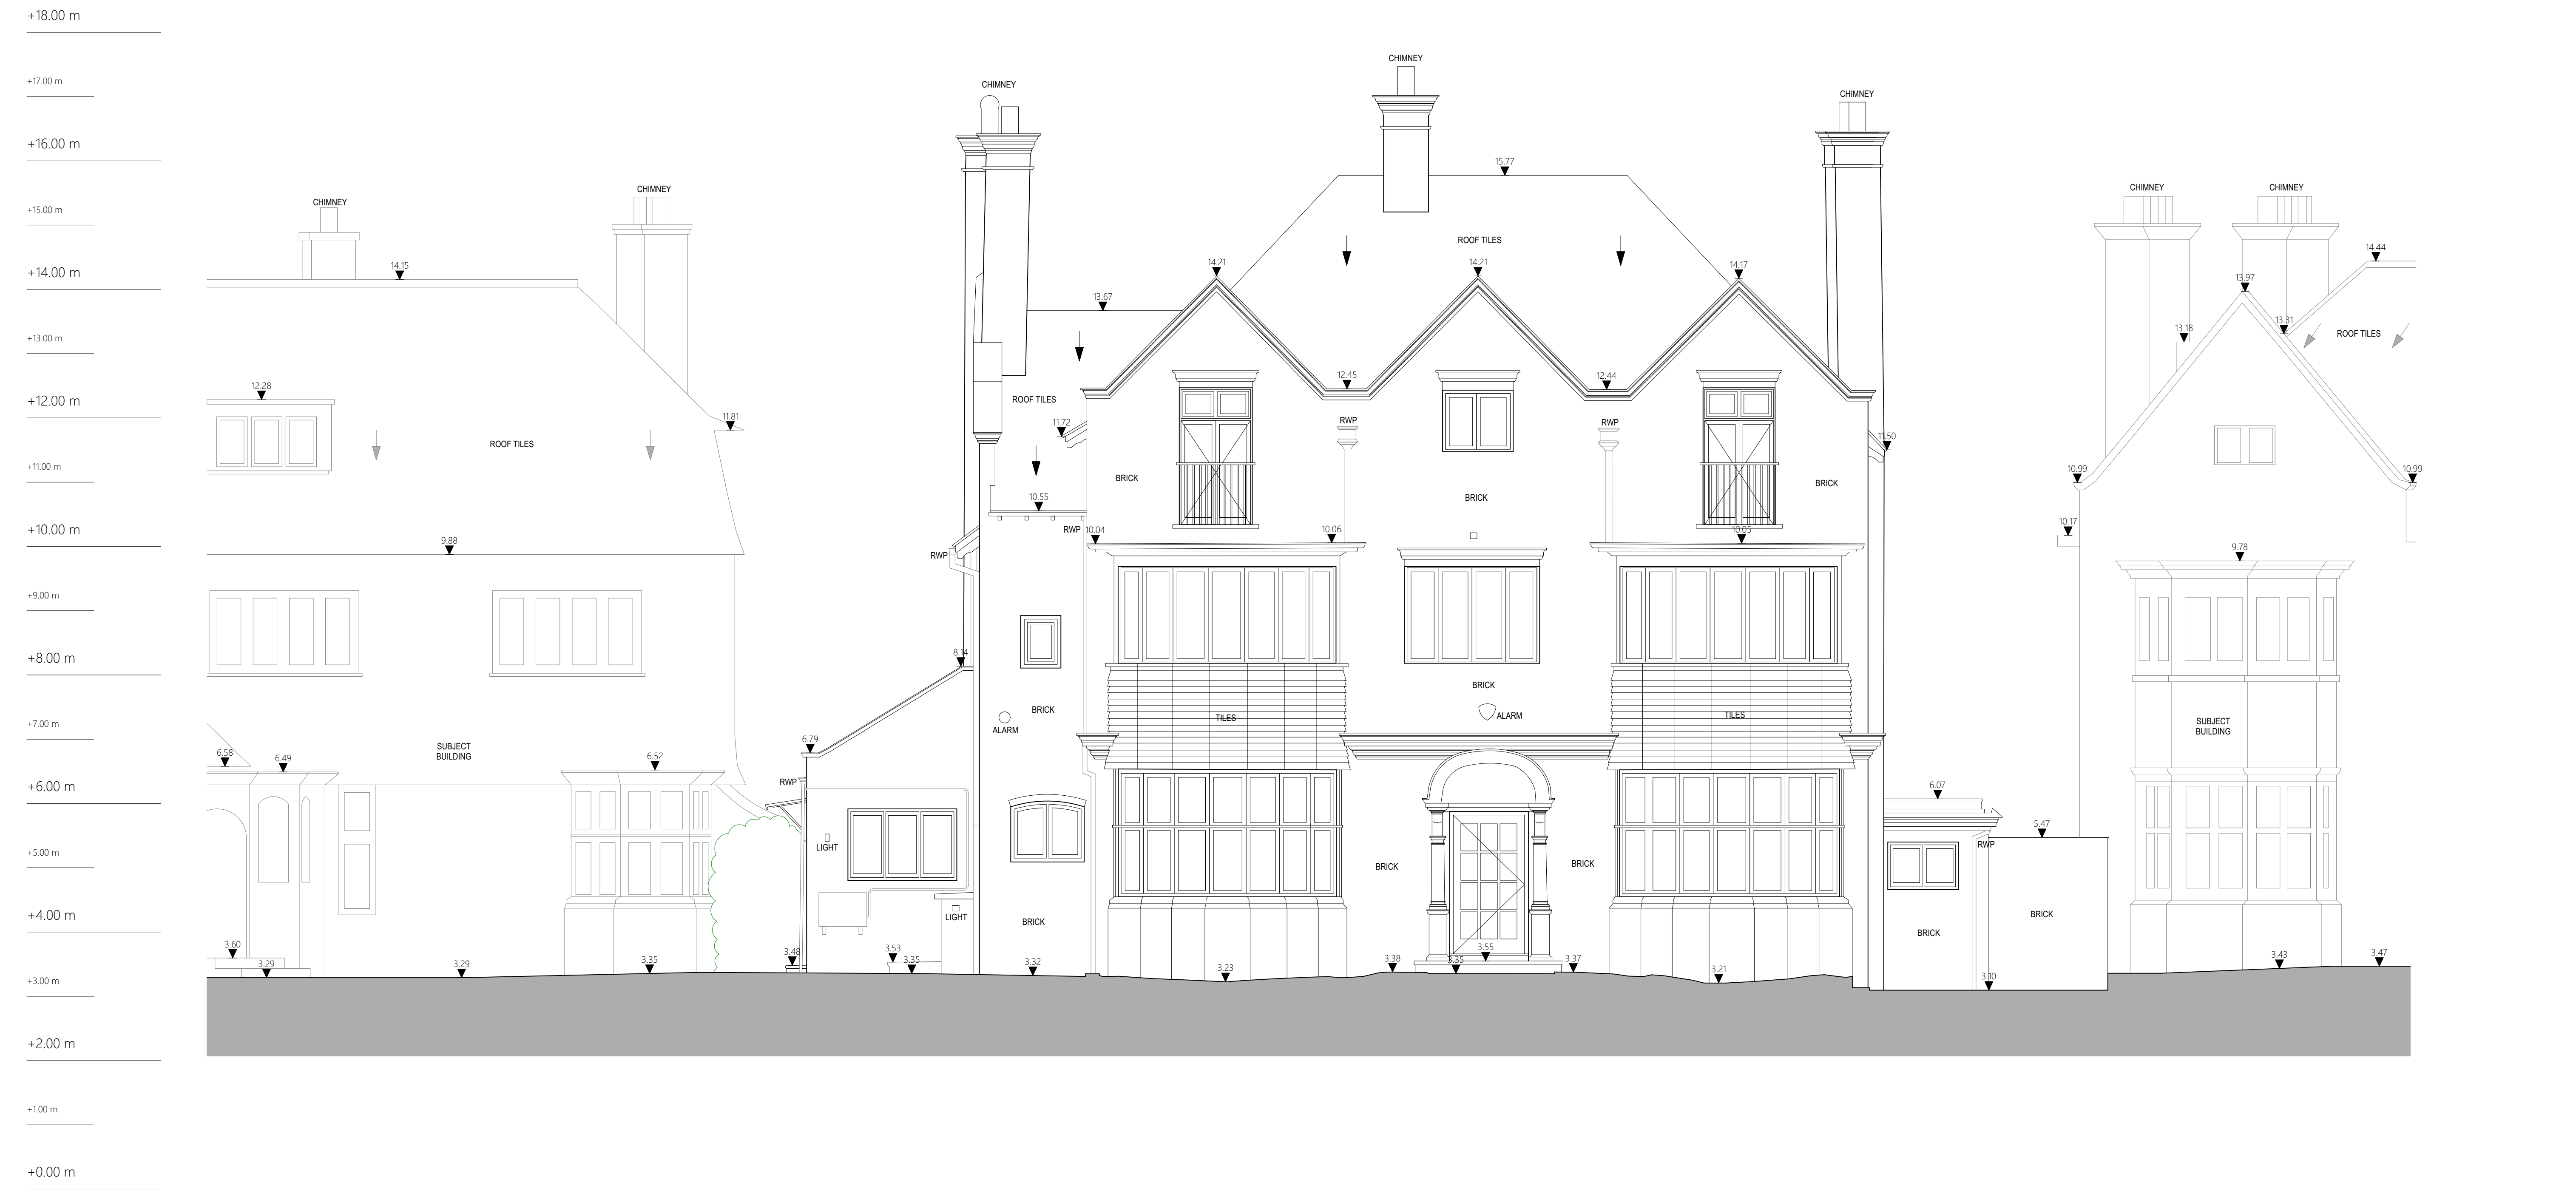 +18.00 m
CHIMNEY
+17.00 m
CHIMNEY
CHIMNEY
+16.00 m
15.77
CHIMNEY
CHIMNEY
CHIMNEY
CHIMNEY
+15.00 m
ROOF TILES
14.44
+14.00 m
14.15
14.21
14.21
14.17
13.97
13.67
13.31
13.18
ROOF TILES
+13.00 m
12.28
12.45
12.44
+12.00 m
ROOF TILES
11.81
11.72
RWP
RWP
11.50
ROOF TILES
+11.00 m
10.99
10.99
BRICK
BRICK
BRICK
10.55
+10.00 m
RWP
10.04
10.06
10.05
10.17
9.88
RWP
9.78
+9.00 m
+8.00 m
8.14
BRICK
BRICK
ALARM
ALARM
TILES
TILES
+7.00 m
SUBJECT
BUILDING
SUBJECT
BUILDING
6.79
6.58
6.49
6.52
RWP
+6.00 m
6.07
5.47
LIGHT
RWP
+5.00 m
BRICK
BRICK
+4.00 m
LIGHT
BRICK
BRICK
BRICK
3.60
3.29
3.29
3.35
3.48
3.53
3.35
3.32
3.23
3.38
3.35
3.55
3.37
3.21
3.10
3.43
3.47
+3.00 m
+2.00 m
+1.00 m
+0.00 m